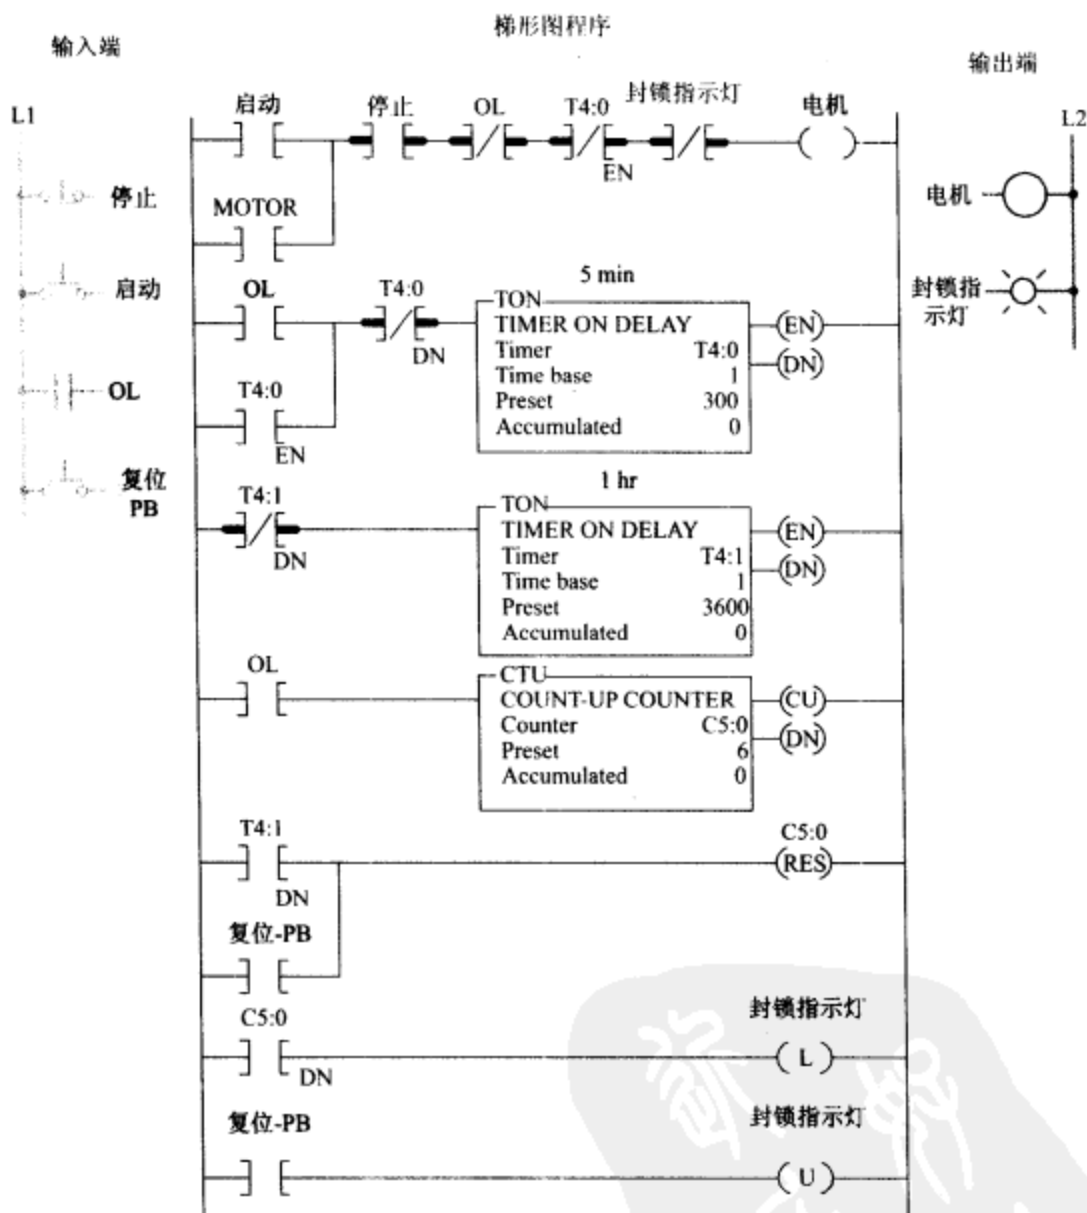 梯形图程序
输入端
输出端
L1
L2
启动
停止
OL
T4:0
EN
封锁指示灯
电机
MOTOR
停止
启动
OL
复位
PB
电机
封锁指
示灯
OL
T4:0
DN
5 min
TON
TIMER ON DELAY
Timer T4:0
Time base 1
Preset 300
Accumulated 0
(EN)
(DN)
T4:0
EN
T4:1
DN
1 hr
TON
TIMER ON DELAY
Timer T4:1
Time base 1
Preset 3600
Accumulated 0
(EN)
(DN)
OL
CTU
COUNT-UP COUNTER
Counter C5:0
Preset 6
Accumulated 0
(CU)
(DN)
T4:1
DN
C5:0
(RES)
复位-PB
C5:0
DN
封锁指示灯
(L)
复位-PB
封锁指示灯
(U)